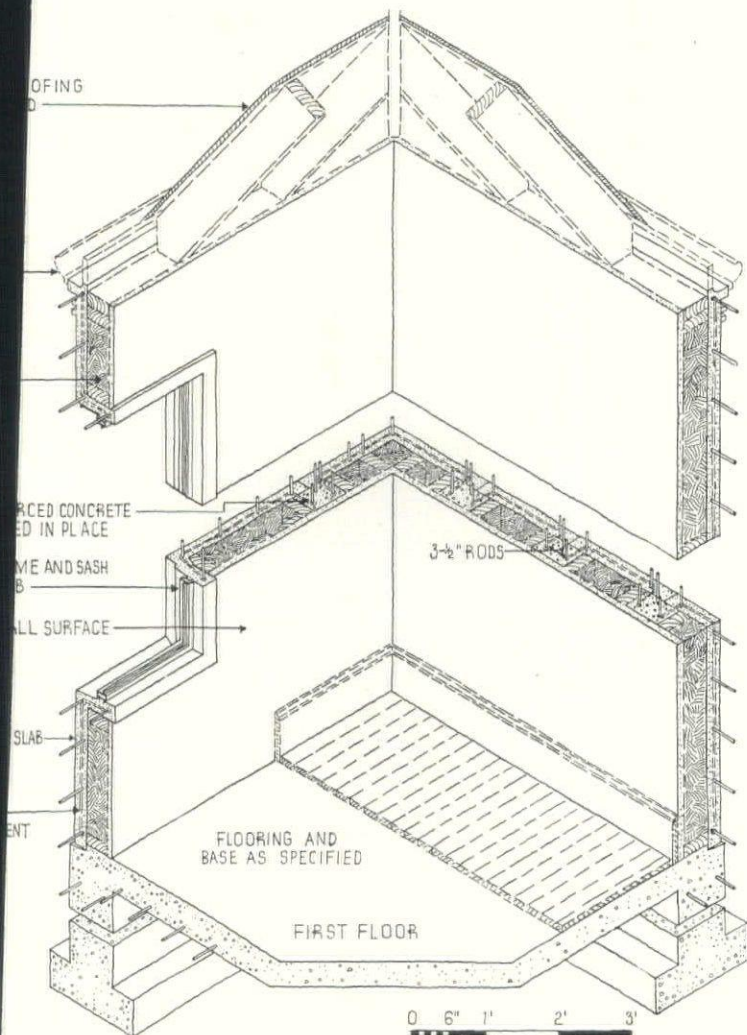 OFING
RCED CONCRETE
ED IN PLACE
ME AND SASH
B
3-½" RODS
ALL SURFACE
SLAB
ENT
FLOORING AND
BASE AS SPECIFIED
FIRST FLOOR
0 6" 1' 2' 3'